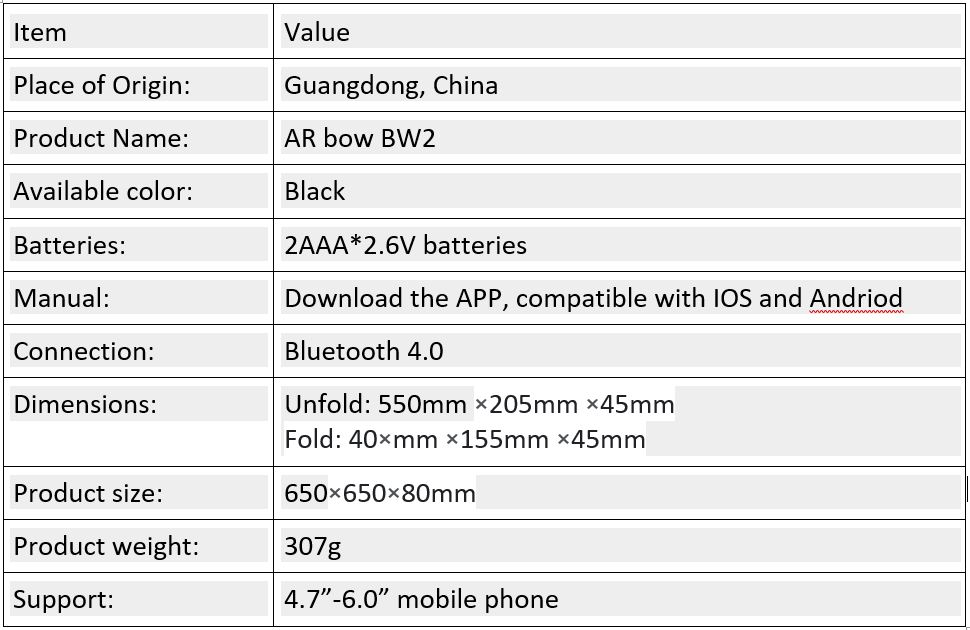 Item Value
Place of Origin: Guangdong, China
Product Name: AR bow BW2
Available color: Black
Batteries: 2AAA*2.6V batteries
Manual: Download the APP, compatible with IOS and Andriod
Connection: Bluetooth 4.0
Dimensions: Unfold: 550mm ×205mm ×45mm
Fold: 40×mm ×155mm ×45mm
Product size: 650×650×80mm
Product weight: 307g
Support: 4.7”-6.0” mobile phone